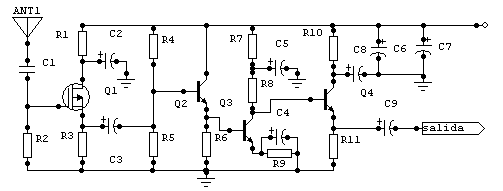 ANT1
R1
C2
R4
R7
C5
R10
C8
C6
C7
C1
Q1
Q2
Q3
R8
C4
Q4
C9
R2
R3
C3
R5
R6
R9
R11
salida